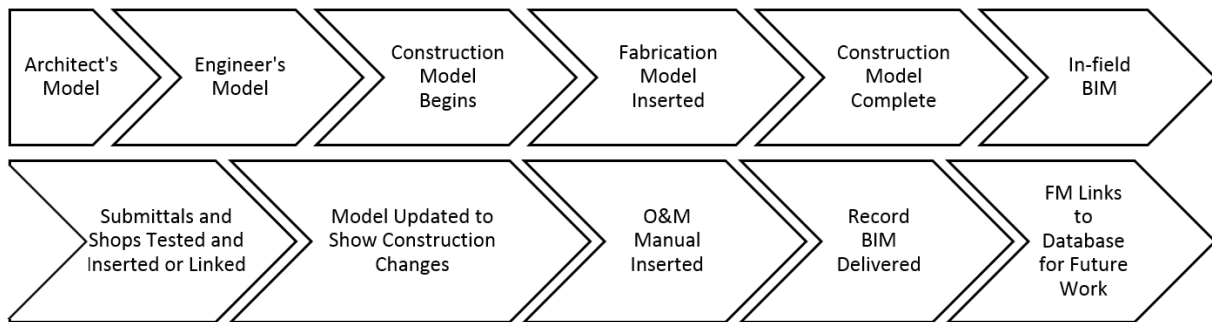 Architect's
Model
Engineer's
Model
Construction
Model
Begins
Fabrication
Model
Inserted
Construction
Model
Complete
In-field
BIM
Submittals and
Shops Tested and
Inserted or Linked
Model Updated to
Show Construction
Changes
O&M
Manual
Inserted
Record
BIM
Delivered
FM Links
to
Database
for Future
Work